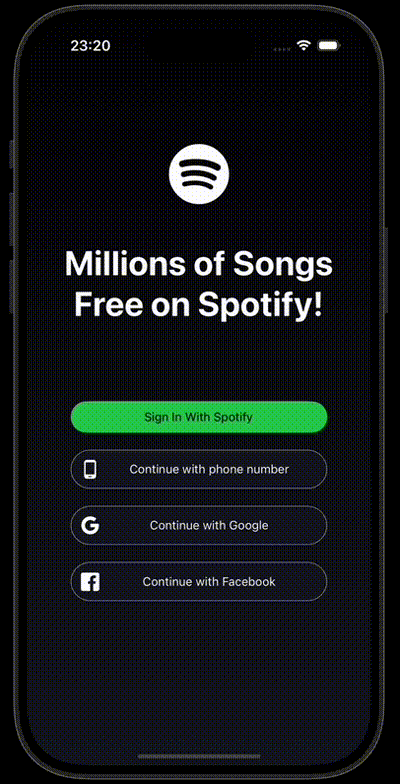 23:20
Millions of Songs
Free on Spotify!
Sign In With Spotify
Continue with phone number
Continue with Google
Continue with Facebook